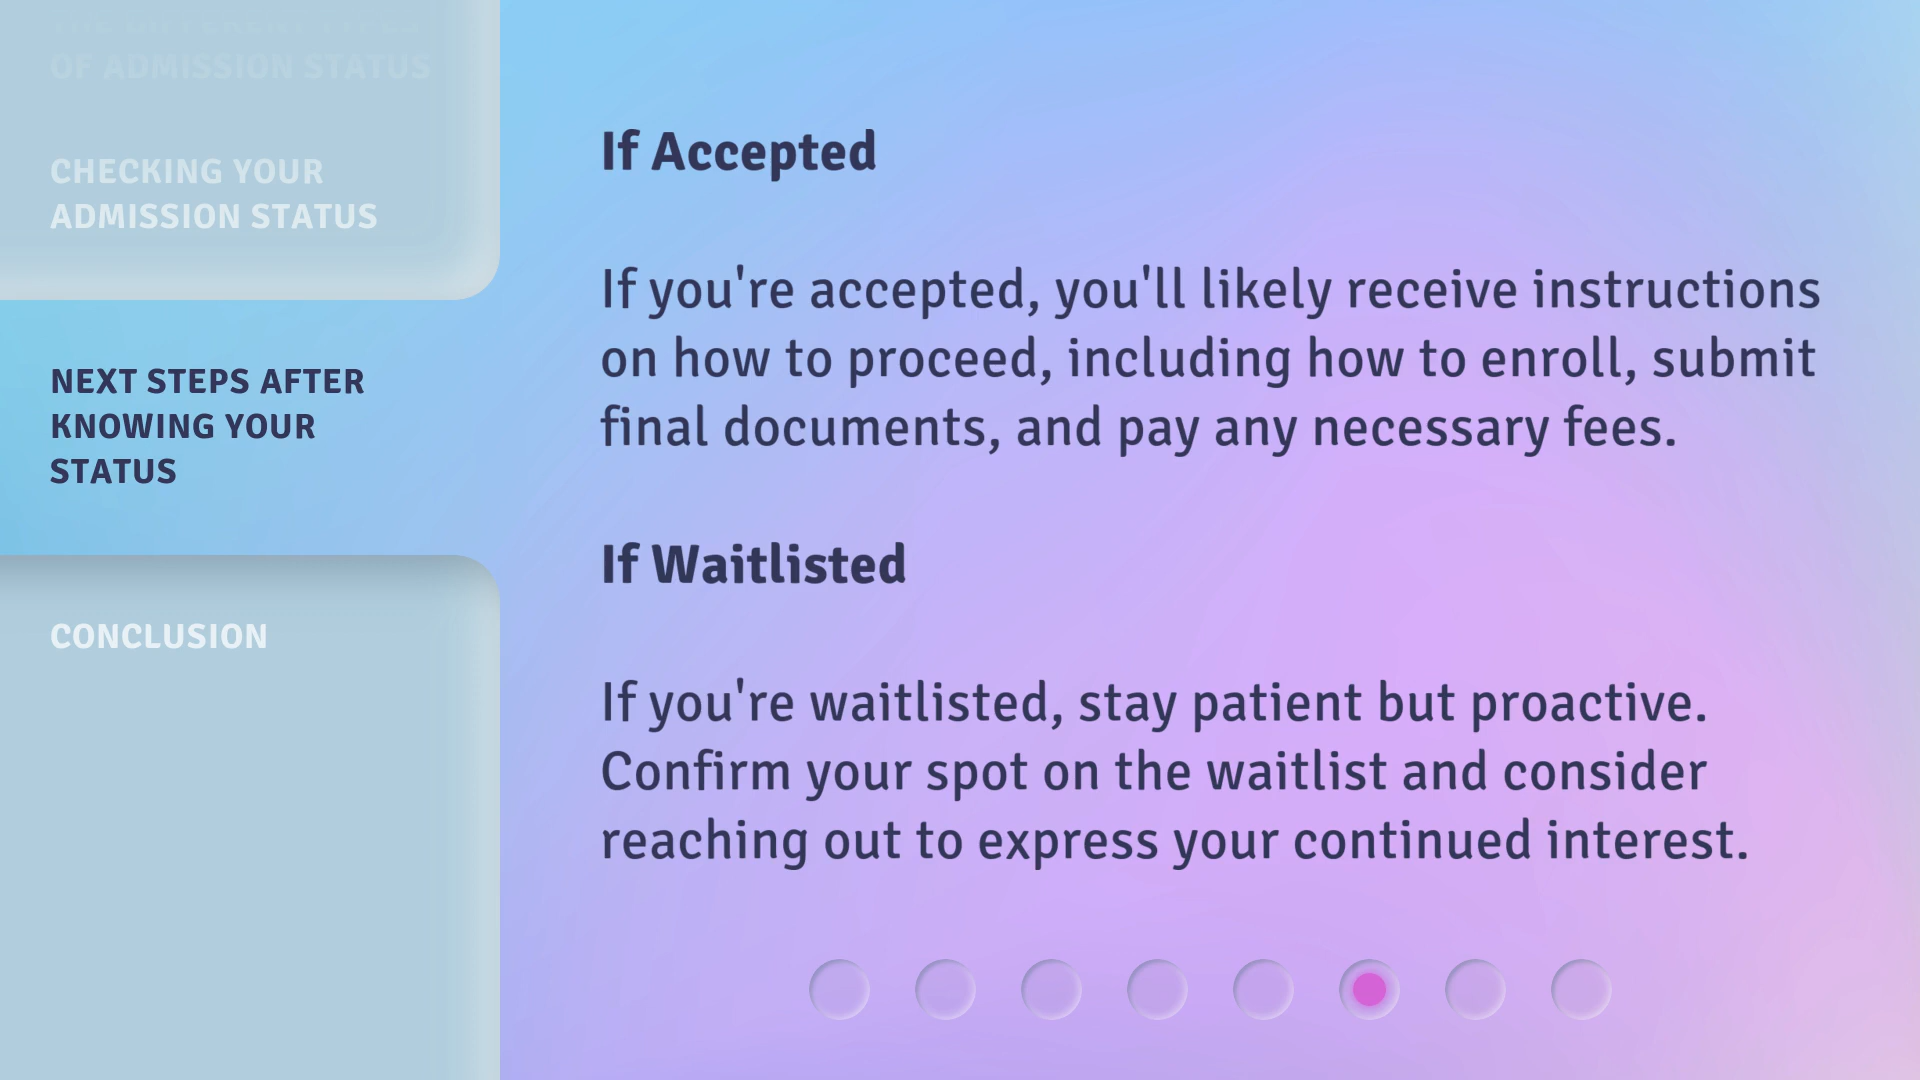 THE DIFFERENT TYPES
OF ADMISSION STATUS
CHECKING YOUR
ADMISSION STATUS
NEXT STEPS AFTER
KNOWING YOUR
STATUS
CONCLUSION
If Accepted
If you're accepted, you'll likely receive instructions
on how to proceed, including how to enroll, submit
final documents, and pay any necessary fees.
If Waitlisted
If you're waitlisted, stay patient but proactive.
Confirm your spot on the waitlist and consider
reaching out to express your continued interest.